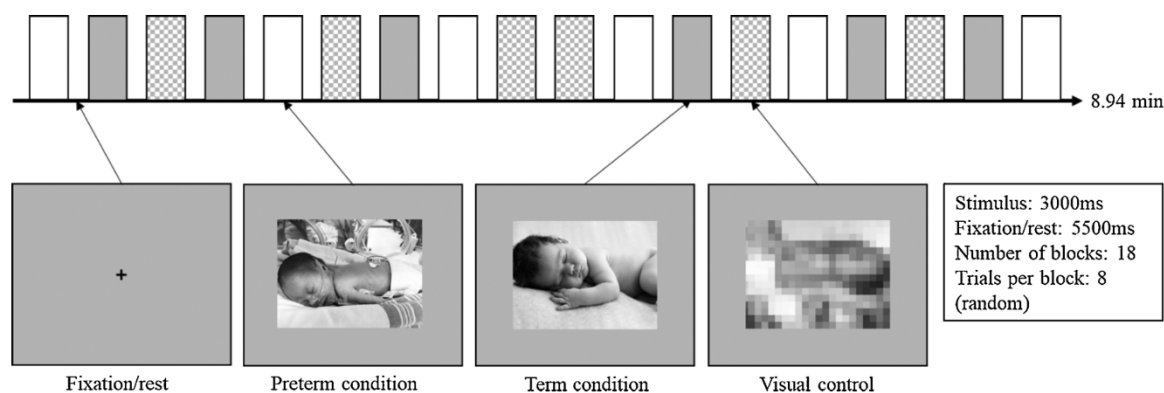 8.94 min
Stimulus: 3000ms
Fixation/rest: 5500ms
Number of blocks: 18
Trials per block: 8
(random)
Fixation/rest
Preterm condition
Term condition
Visual control